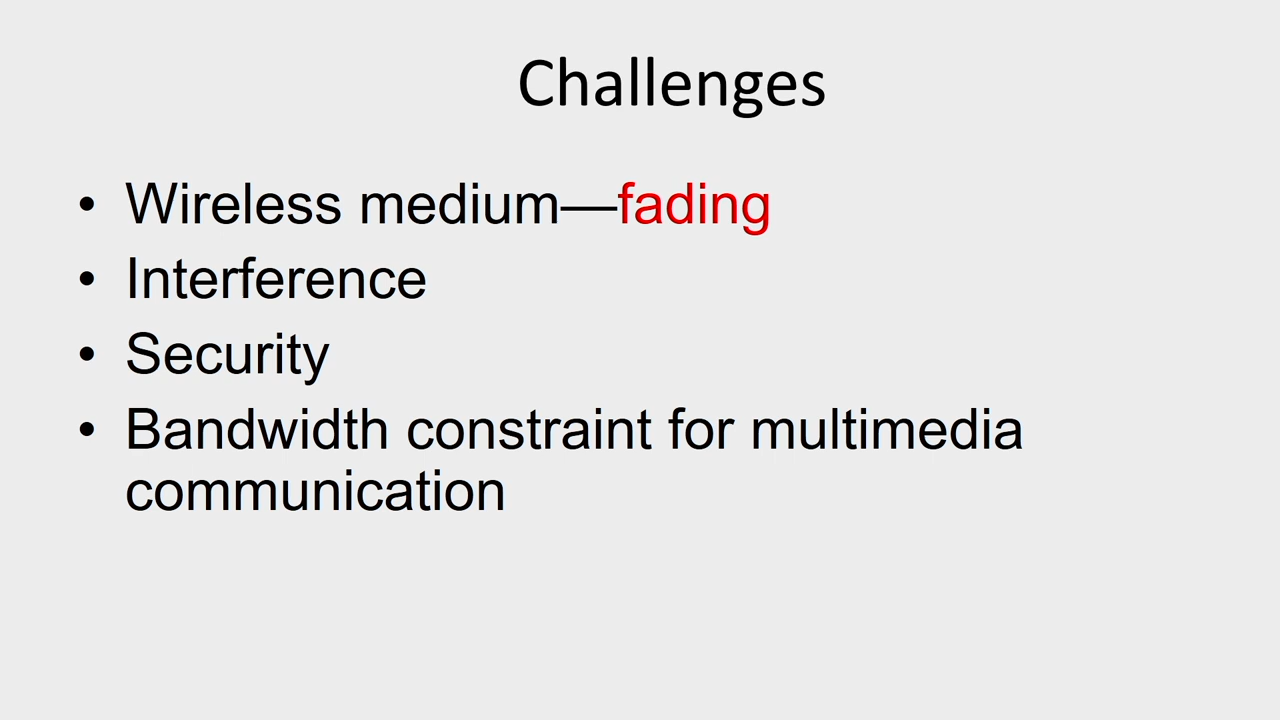 Challenges
• Wireless medium—fading
• Interference
• Security
• Bandwidth constraint for multimedia
communication